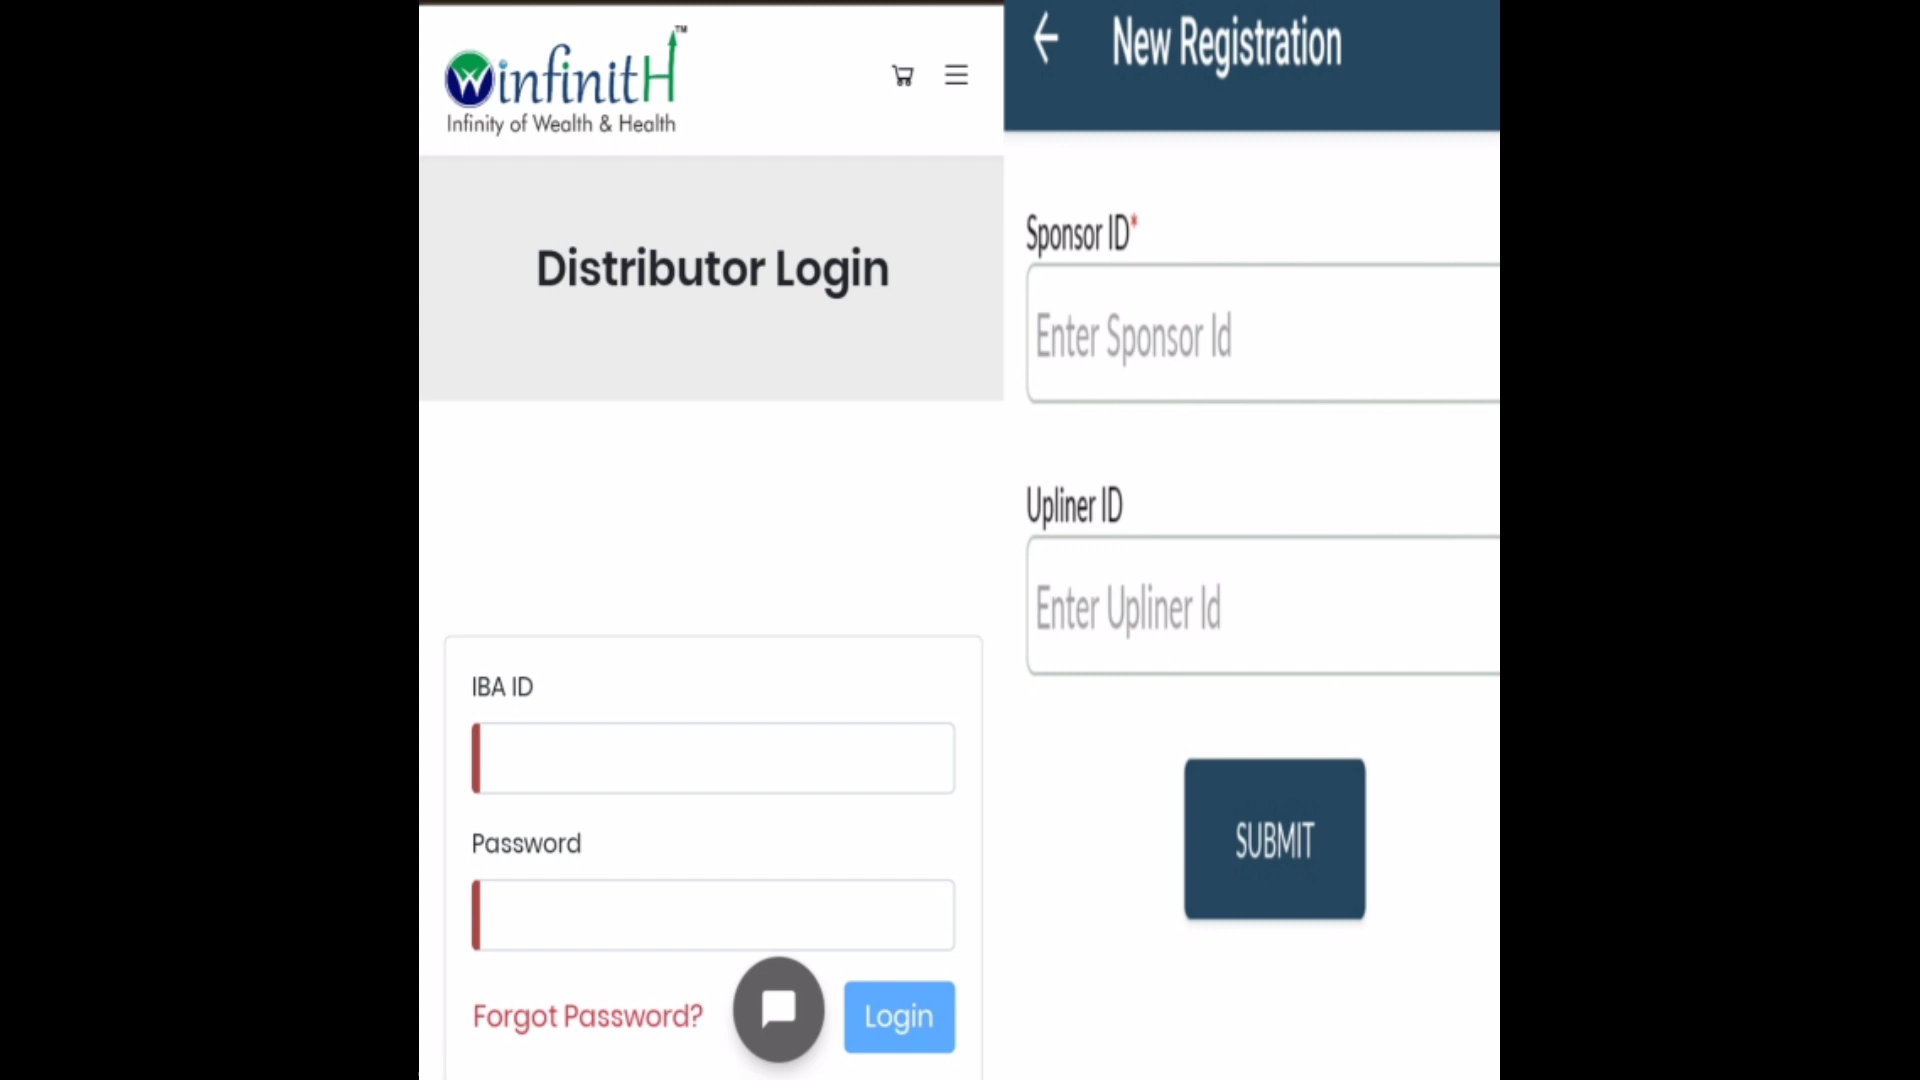 WinfinitH™
Infinity of Wealth & Health
Distributor Login
IBA ID
Password
Forgot Password?
Login
New Registration
Sponsor ID*
Enter Sponsor Id
Upliner ID
Enter Upliner Id
SUBMIT